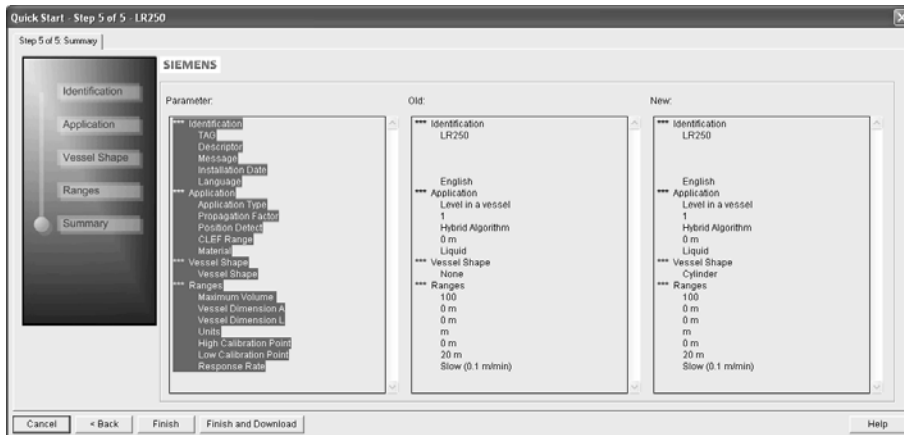 Quick Start - Step 5 of 5 - LR250
Step 5 of 5: Summary
SIEMENS
Identification
Application
Vessel Shape
Ranges
Summary
Parameter:
*** Identification
TAG
Descriptor
Message
Installation Date
Language
*** Application
Application Type
Propagation Factor
Position Detect
CLEF Range
Material
*** Vessel Shape
Vessel Shape
*** Ranges
Maximum Volume
Vessel Dimension A
Vessel Dimension L
Units
High Calibration Point
Low Calibration Point
Response Rate
Old:
*** Identification
LR250
English
*** Application
Level in a vessel
1
Hybrid Algorithm
0 m
Liquid
*** Vessel Shape
None
*** Ranges
100
0 m
0 m
m
0 m
20 m
Slow (0.1 m/min)
New:
*** Identification
LR250
English
*** Application
Level in a vessel
1
Hybrid Algorithm
0 m
Liquid
*** Vessel Shape
Cylinder
*** Ranges
100
0 m
0 m
m
0 m
20 m
Slow (0.1 m/min)
Cancel
< Back
Finish
Finish and Download
Help